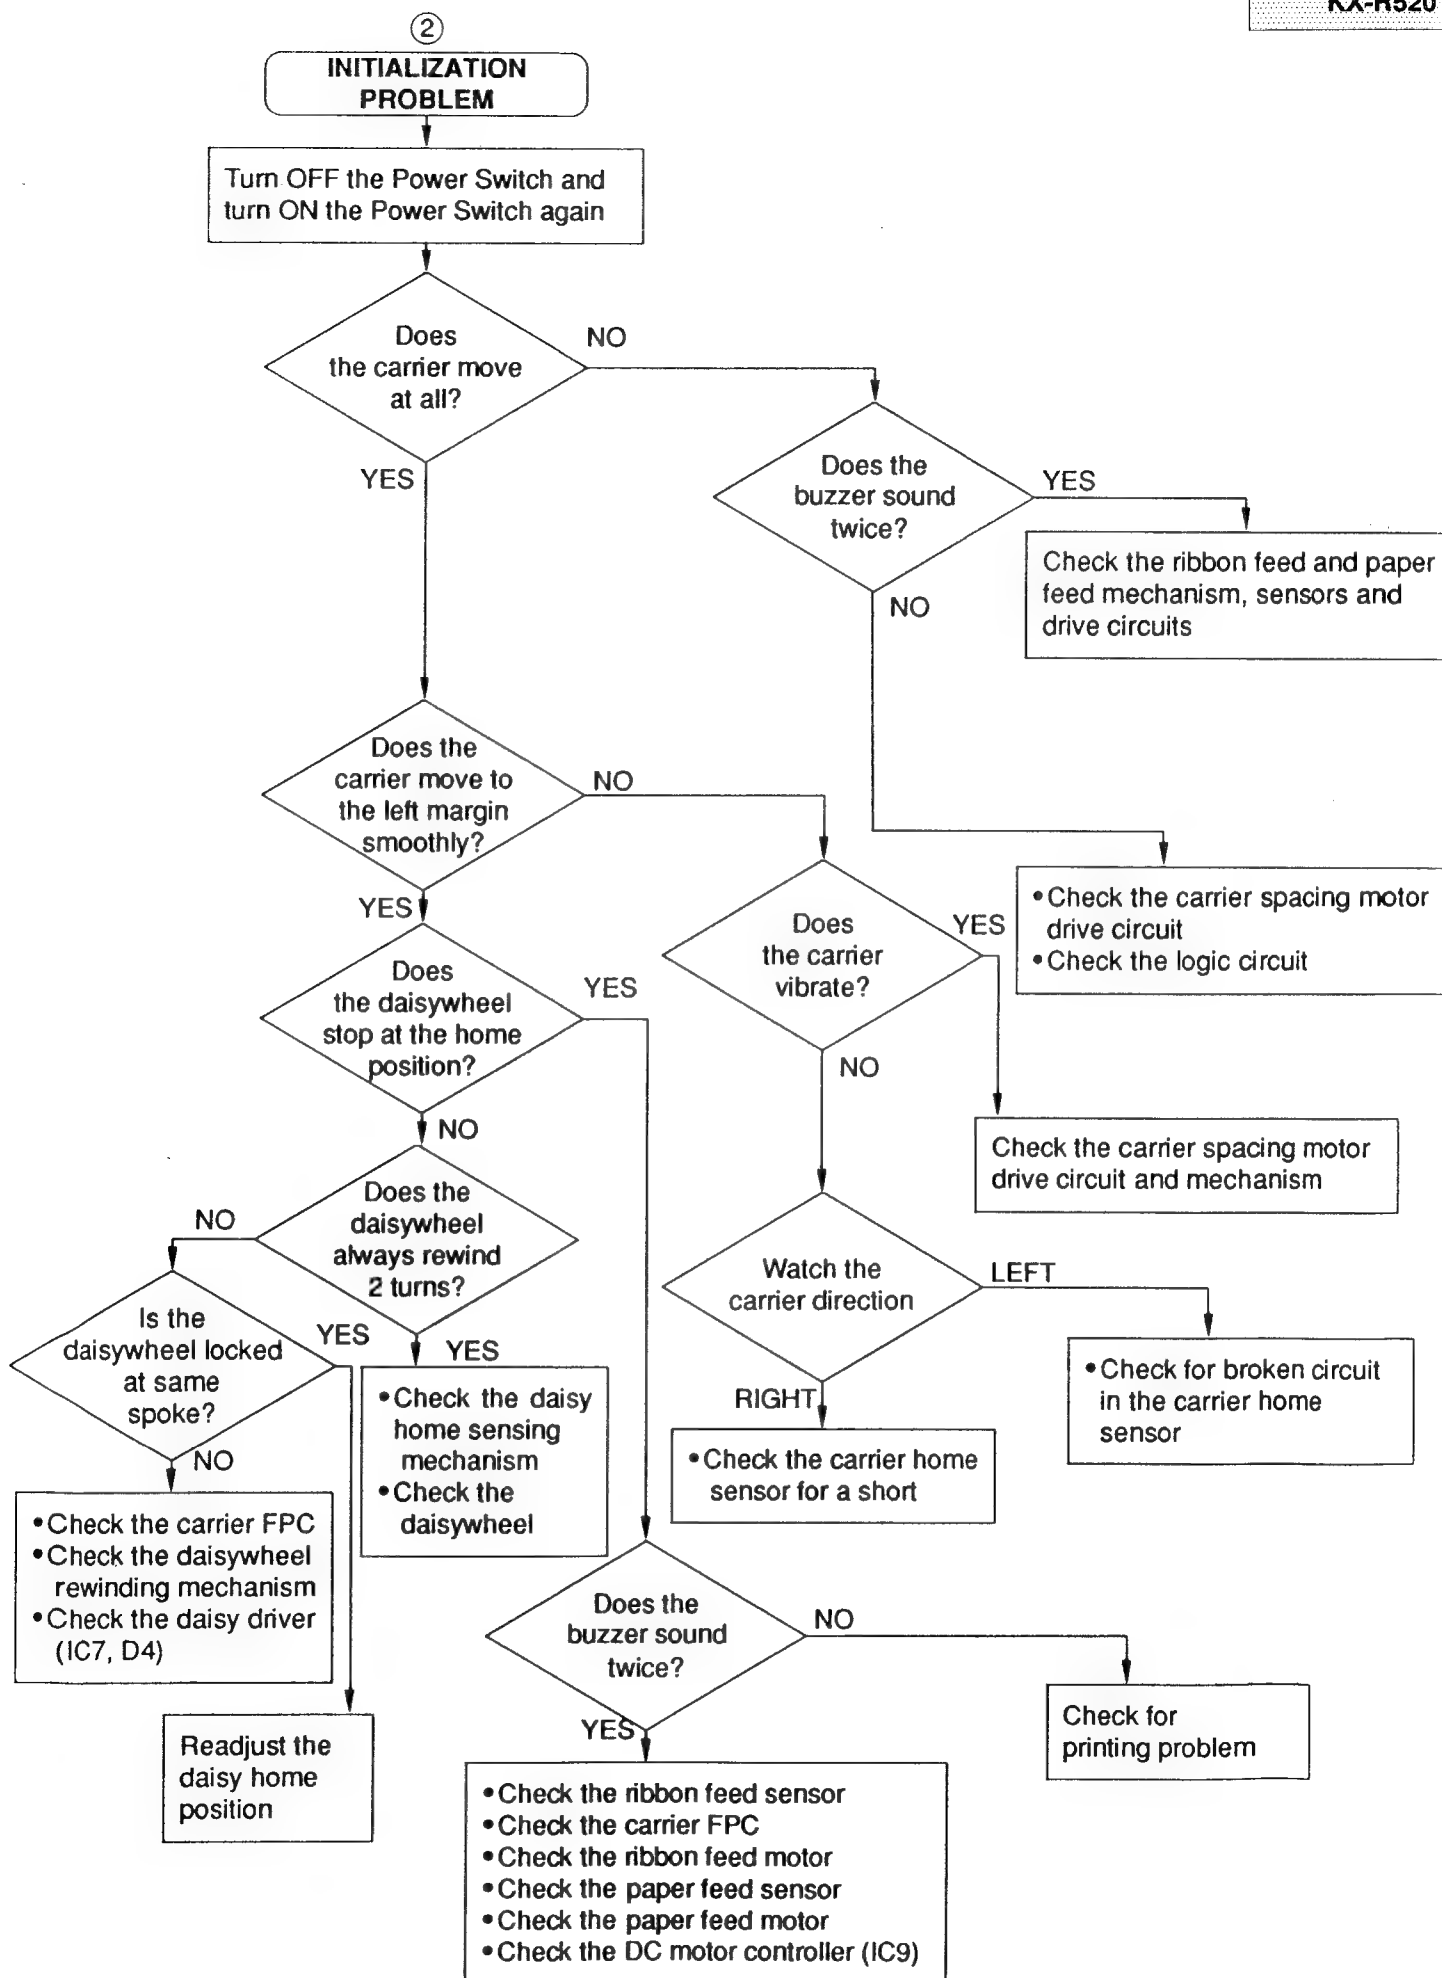 KX-R520
②
INITIALIZATION
PROBLEM
Turn OFF the Power Switch and
turn ON the Power Switch again
Does
the carrier move
at all?
NO
YES
Does the
buzzer sound
twice?
YES
NO
Check the ribbon feed and paper
feed mechanism, sensors and
drive circuits
Does the
carrier move to
the left margin
smoothly?
NO
YES
•Check the carrier spacing motor
drive circuit
•Check the logic circuit
Does
the carrier
vibrate?
YES
NO
Does
the daisywheel
stop at the home
position?
YES
NO
Check the carrier spacing motor
drive circuit and mechanism
Does the
daisywheel
always rewind
2 turns?
NO
YES
Watch the
carrier direction
LEFT
RIGHT
Is the
daisywheel locked
at same
spoke?
YES
NO
•Check the daisy
home sensing
mechanism
•Check the
daisywheel
•Check for broken circuit
in the carrier home
sensor
•Check the carrier home
sensor for a short
•Check the carrier FPC
•Check the daisywheel
rewinding mechanism
•Check the daisy driver
(IC7, D4)
Does the
buzzer sound
twice?
NO
YES
Readjust the
daisy home
position
Check for
printing problem
•Check the ribbon feed sensor
•Check the carrier FPC
•Check the ribbon feed motor
•Check the paper feed sensor
•Check the paper feed motor
•Check the DC motor controller (IC9)